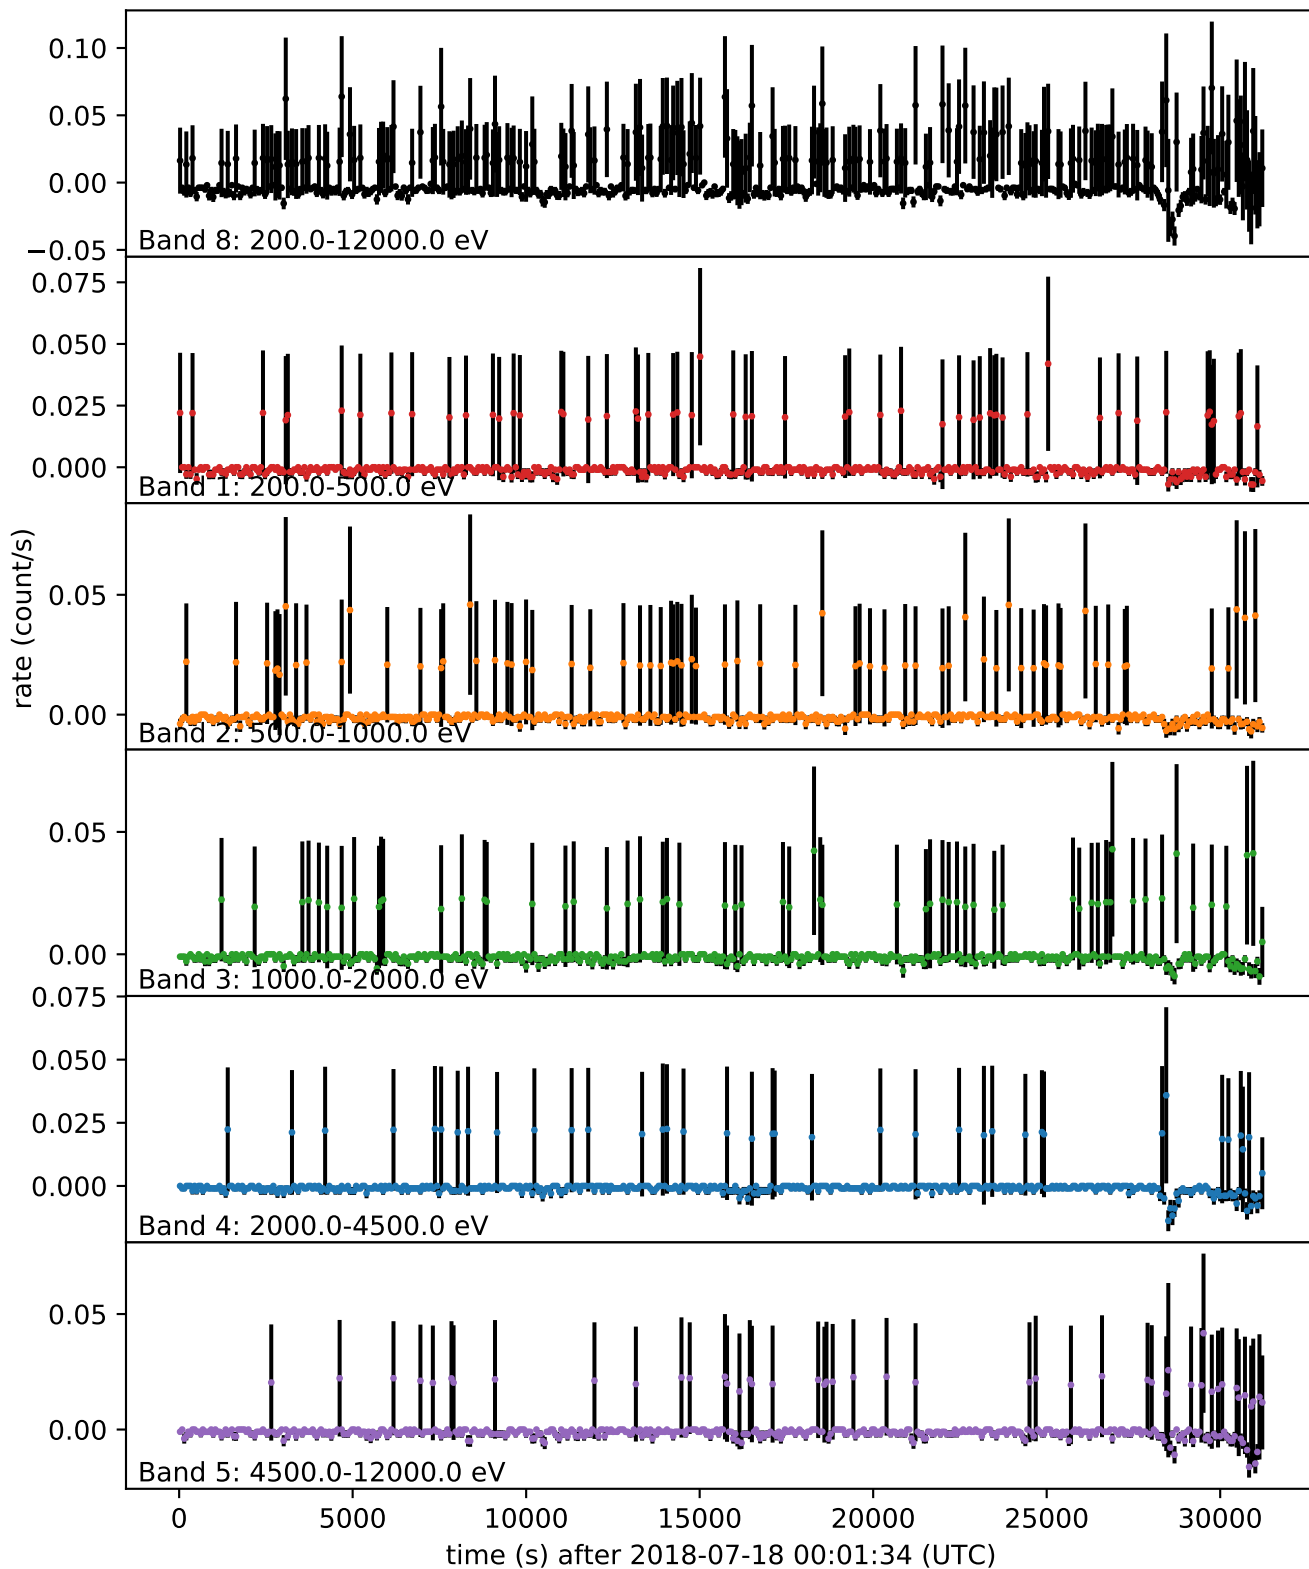 0.10
0.05
0.00
−0.05
Band 8: 200.0-12000.0 eV
0.075
0.050
0.025
0.000
Band 1: 200.0-500.0 eV
rate (count/s)
0.05
0.00
Band 2: 500.0-1000.0 eV
0.05
0.00
Band 3: 1000.0-2000.0 eV
0.075
0.050
0.025
0.000
Band 4: 2000.0-4500.0 eV
0.05
0.00
Band 5: 4500.0-12000.0 eV
0 5000 10000 15000 20000 25000 30000
time (s) after 2018-07-18 00:01:34 (UTC)